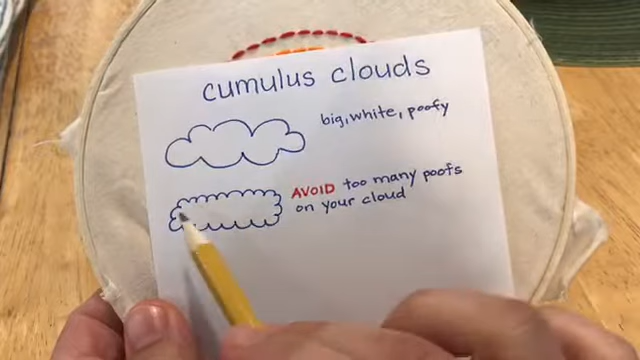 cumulus clouds
big, white, poofy
AVOID too many poofs
on your cloud